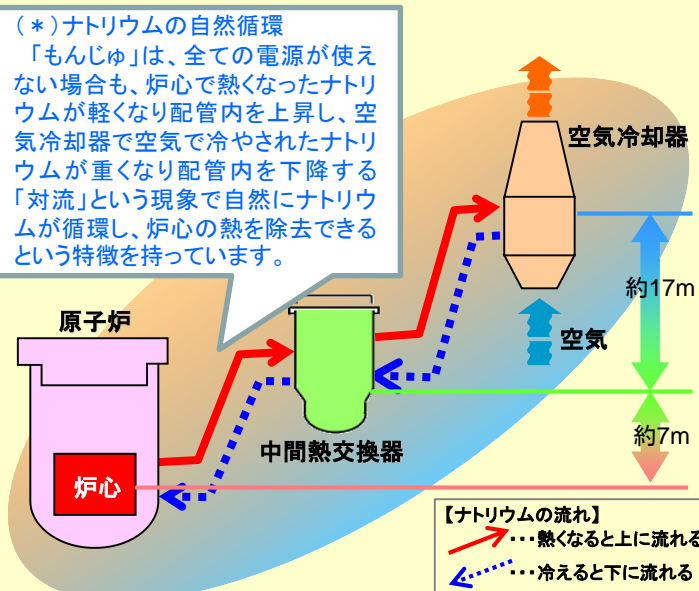 (＊)ナトリウムの自然循環
「もんじゅ」は、全ての電源が使え
ない場合も、炉心で熱くなったナトリ
ウムが軽くなり配管内を上昇し、空
気冷却器で空気で冷やされたナトリ
ウムが重くなり配管内を下降する
「対流」という現象で自然にナトリウ
ムが循環し、炉心の熱を除去できる
という特徴を持っています。
空気冷却器
約17m
空気
原子炉
中間熱交換器
約7m
炉心
【ナトリウムの流れ】
･･･熱くなると上に流れる
･･･冷えると下に流れる